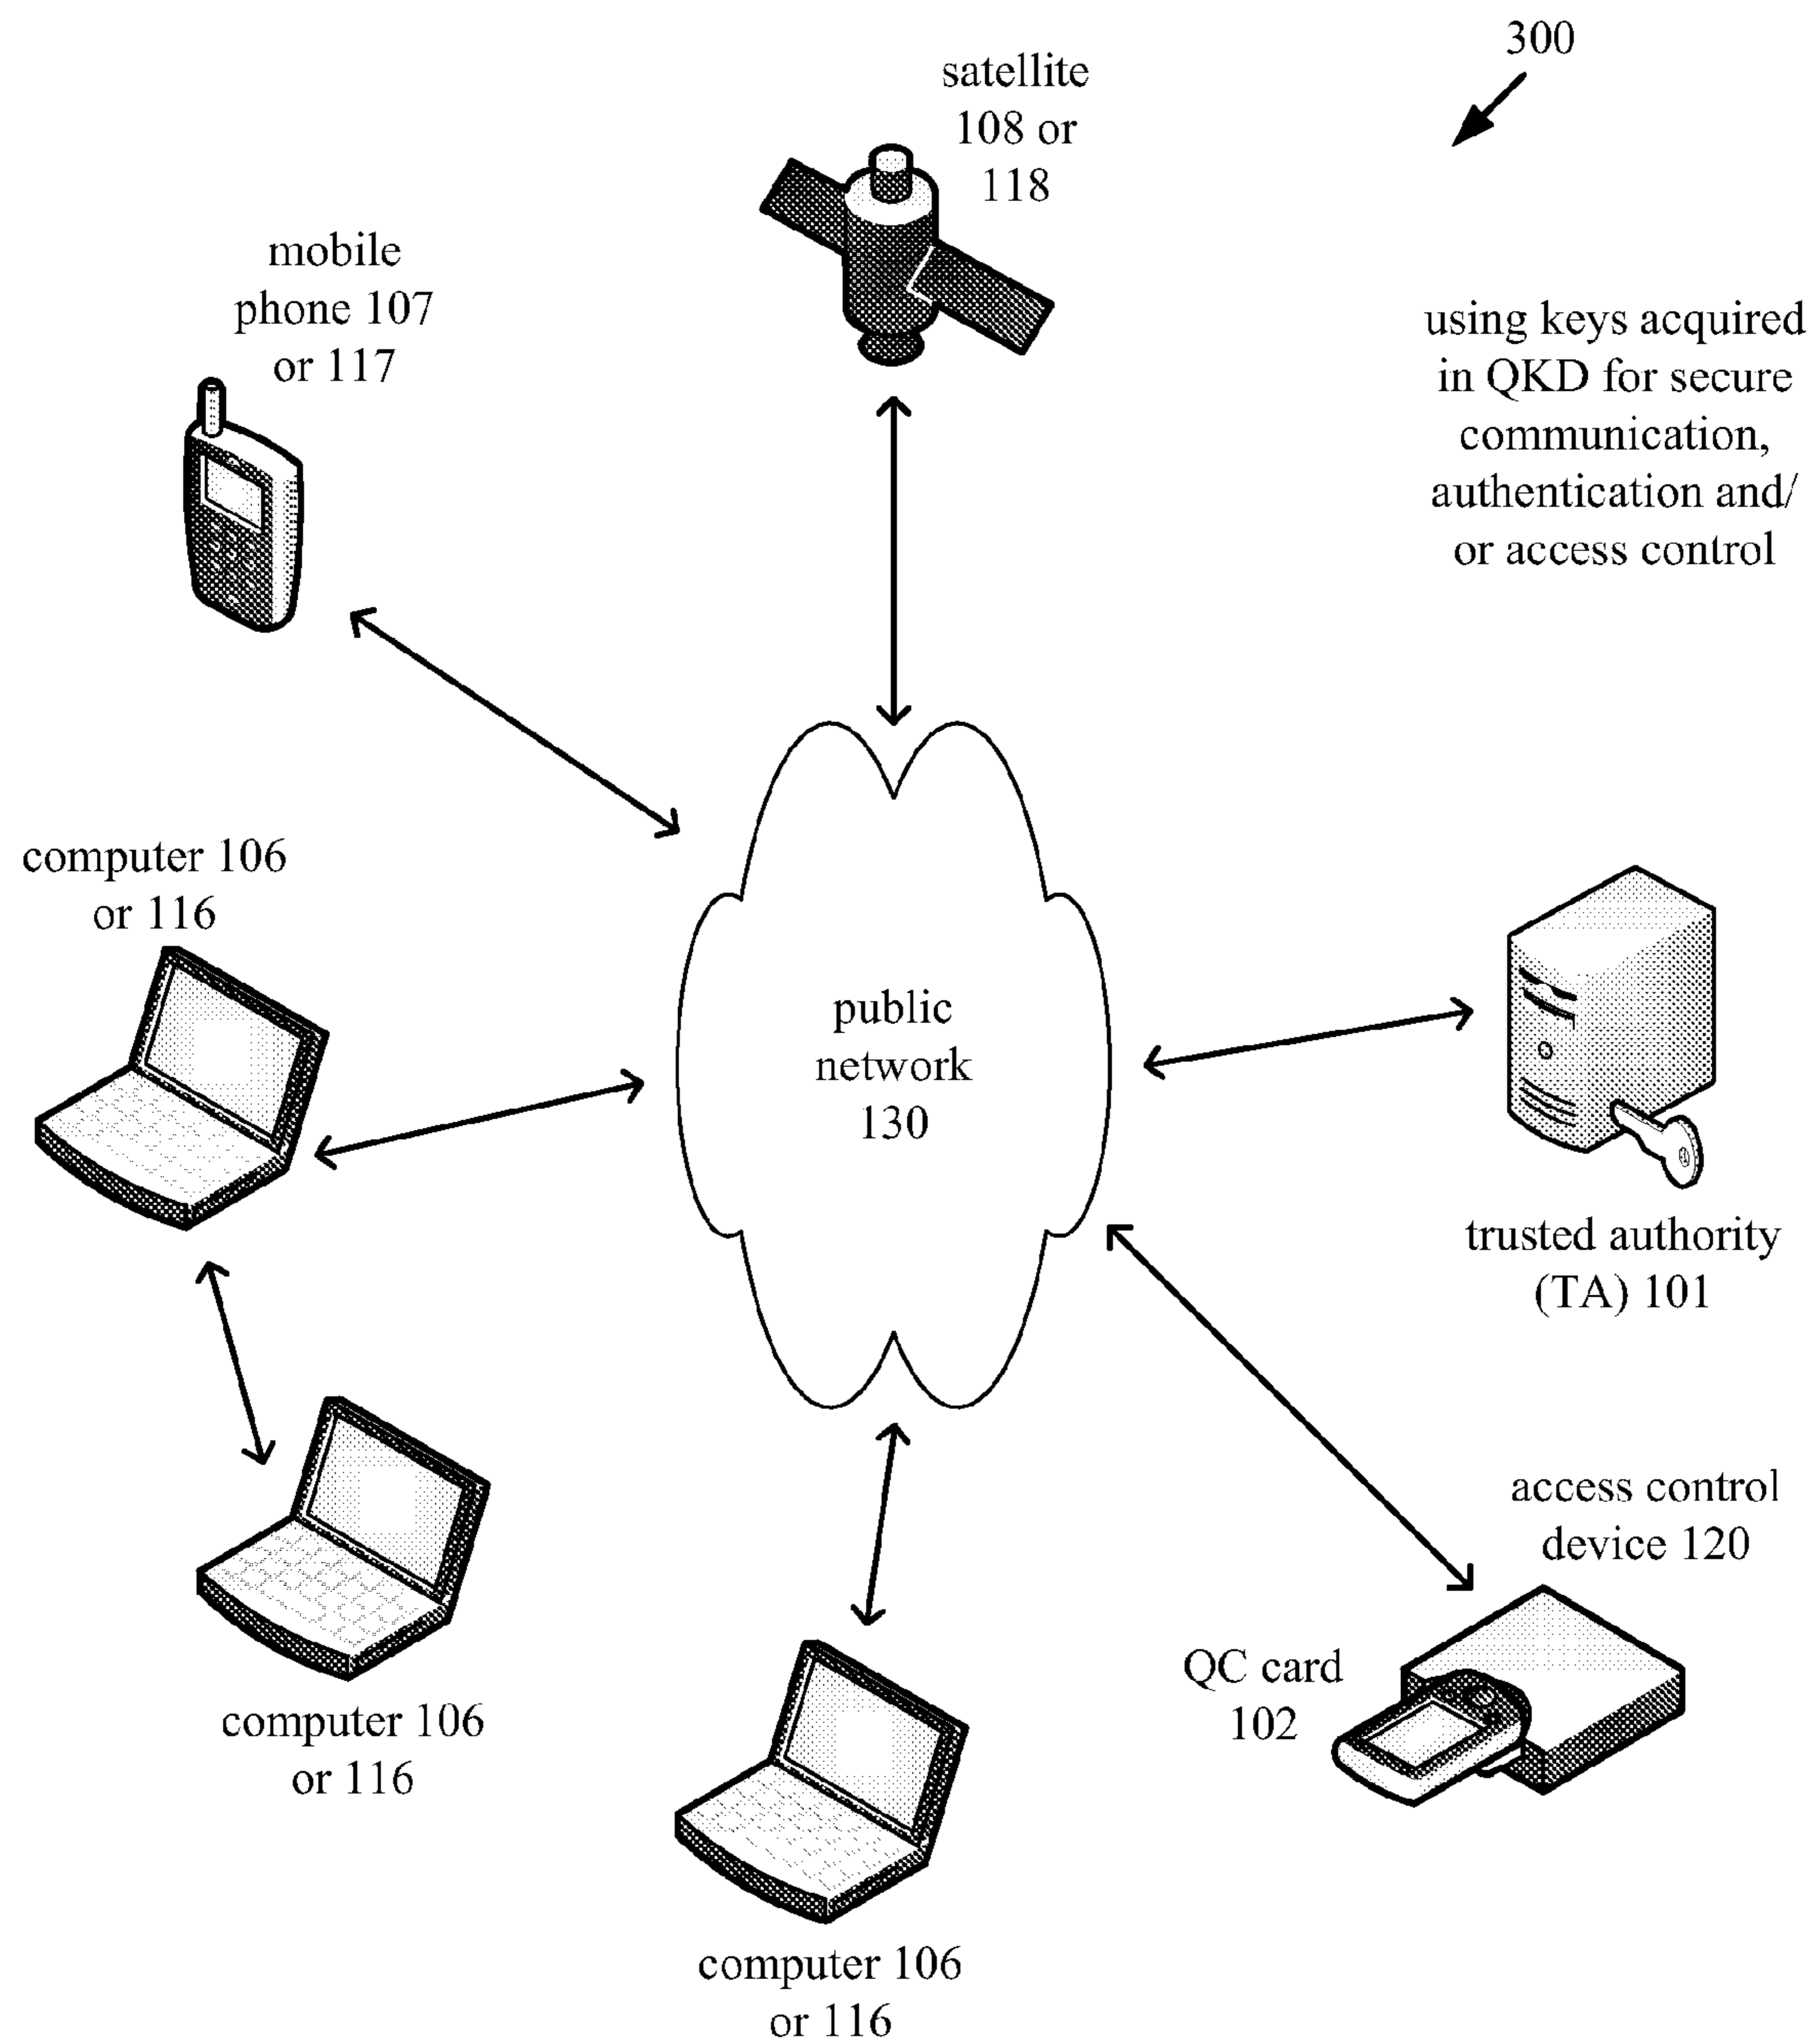 300
satellite
108 or
118
mobile
phone 107
or 117
using keys acquired
in QKD for secure
communication,
authentication and/
or access control
computer 106
or 116
public
network
130
trusted authority
(TA) 101
access control
device 120
QC card
102
computer 106
or 116
computer 106
or 116